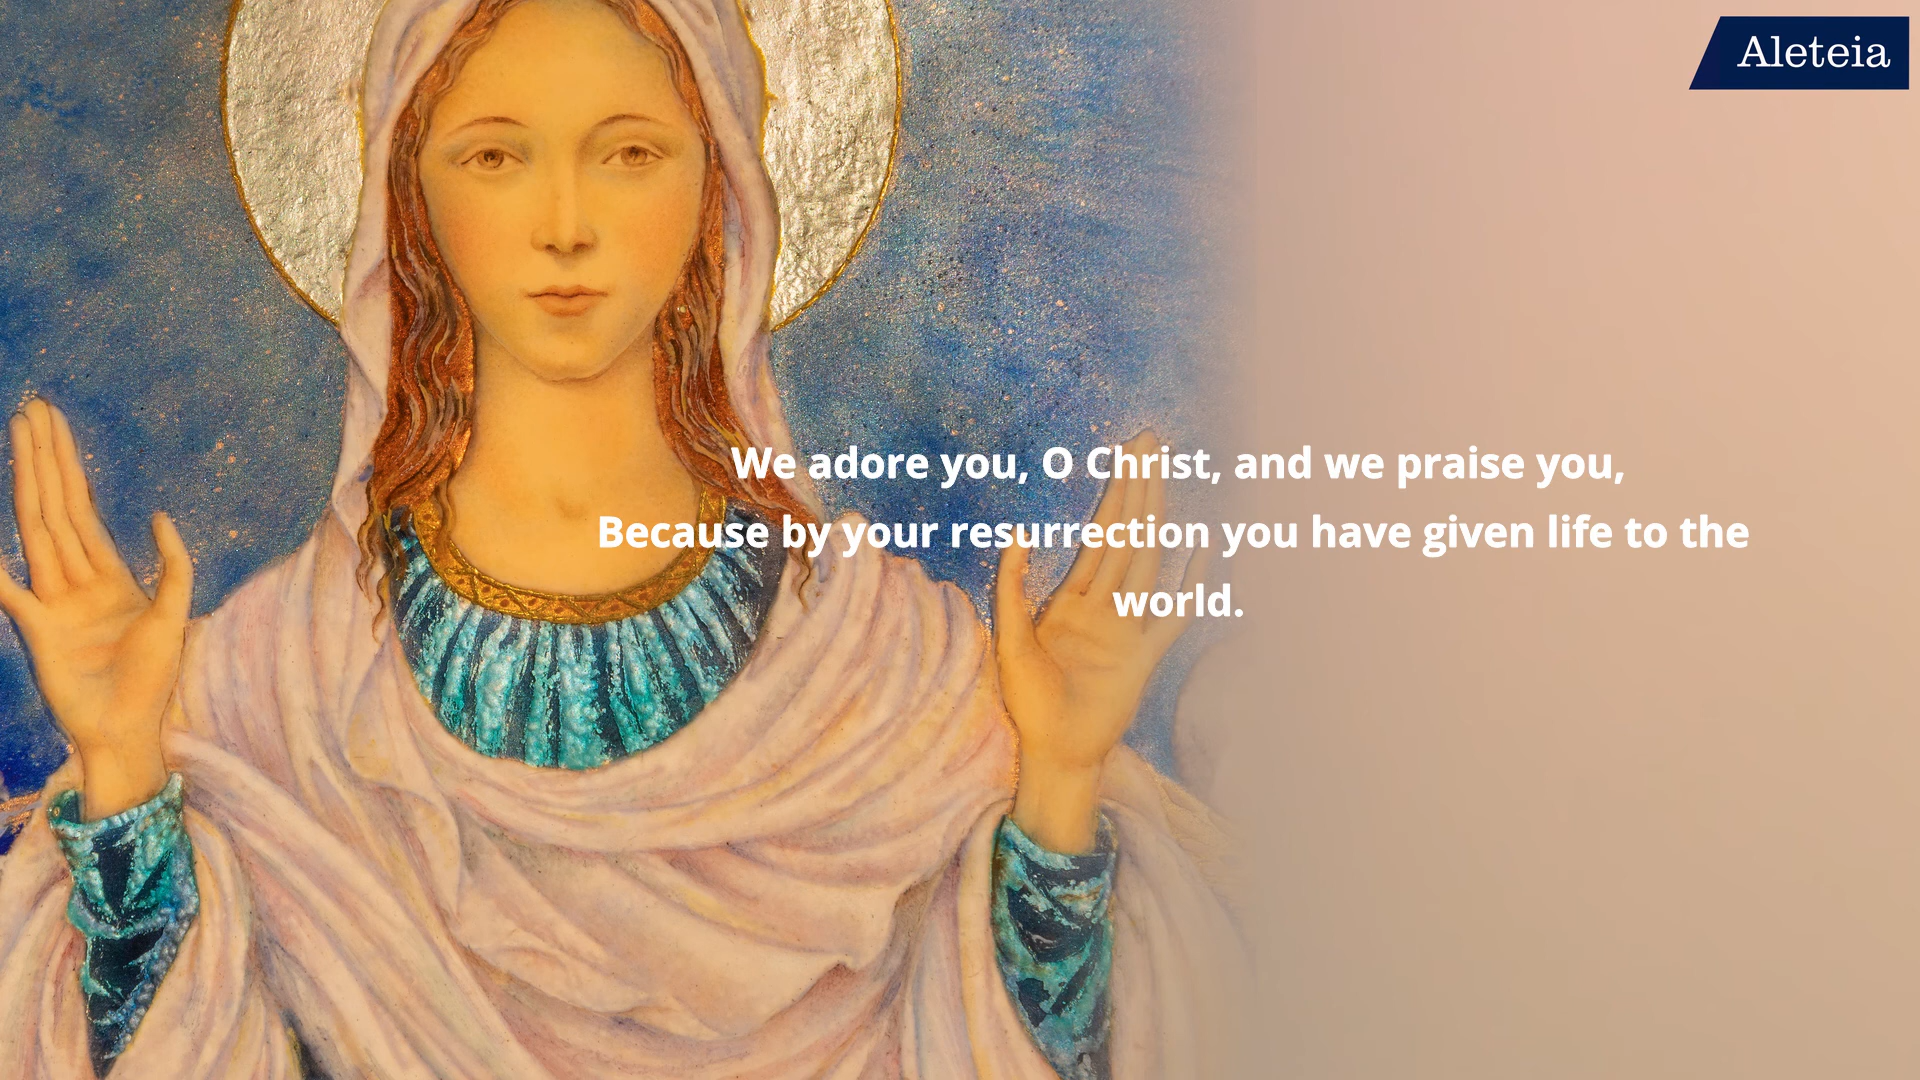 Aleteia
We adore you, O Christ, and we praise you,
Because by your resurrection you have given life to the
world.